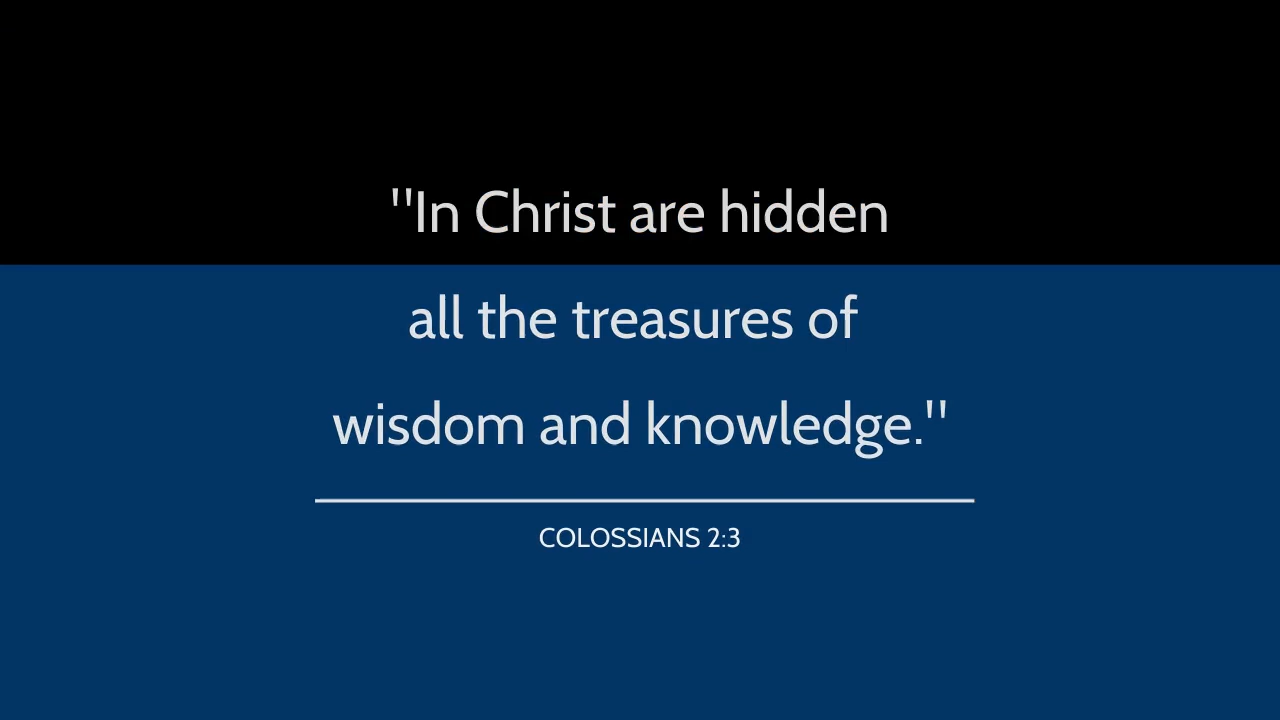 "In Christ are hidden
all the treasures of
wisdom and knowledge."
COLOSSIANS 2:3